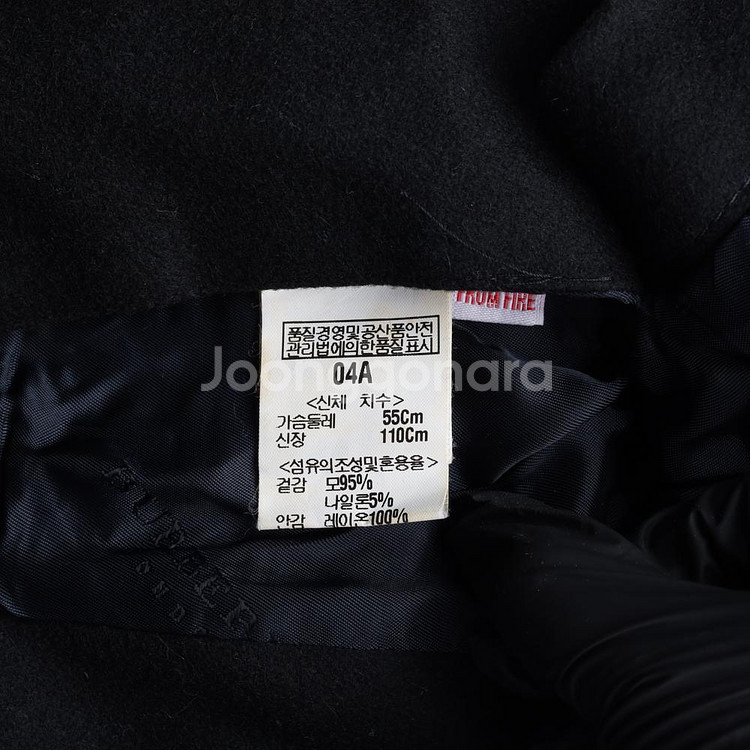 FROM FIRE
품질경영및공산품안전
관리법에의한품질표시
04A
Joongonara
<신체 치수>
가슴둘레 55Cm
신장 110Cm
<섬유의조성및혼용율>
겉감 모95%
나일론5%
안감 레이온100%